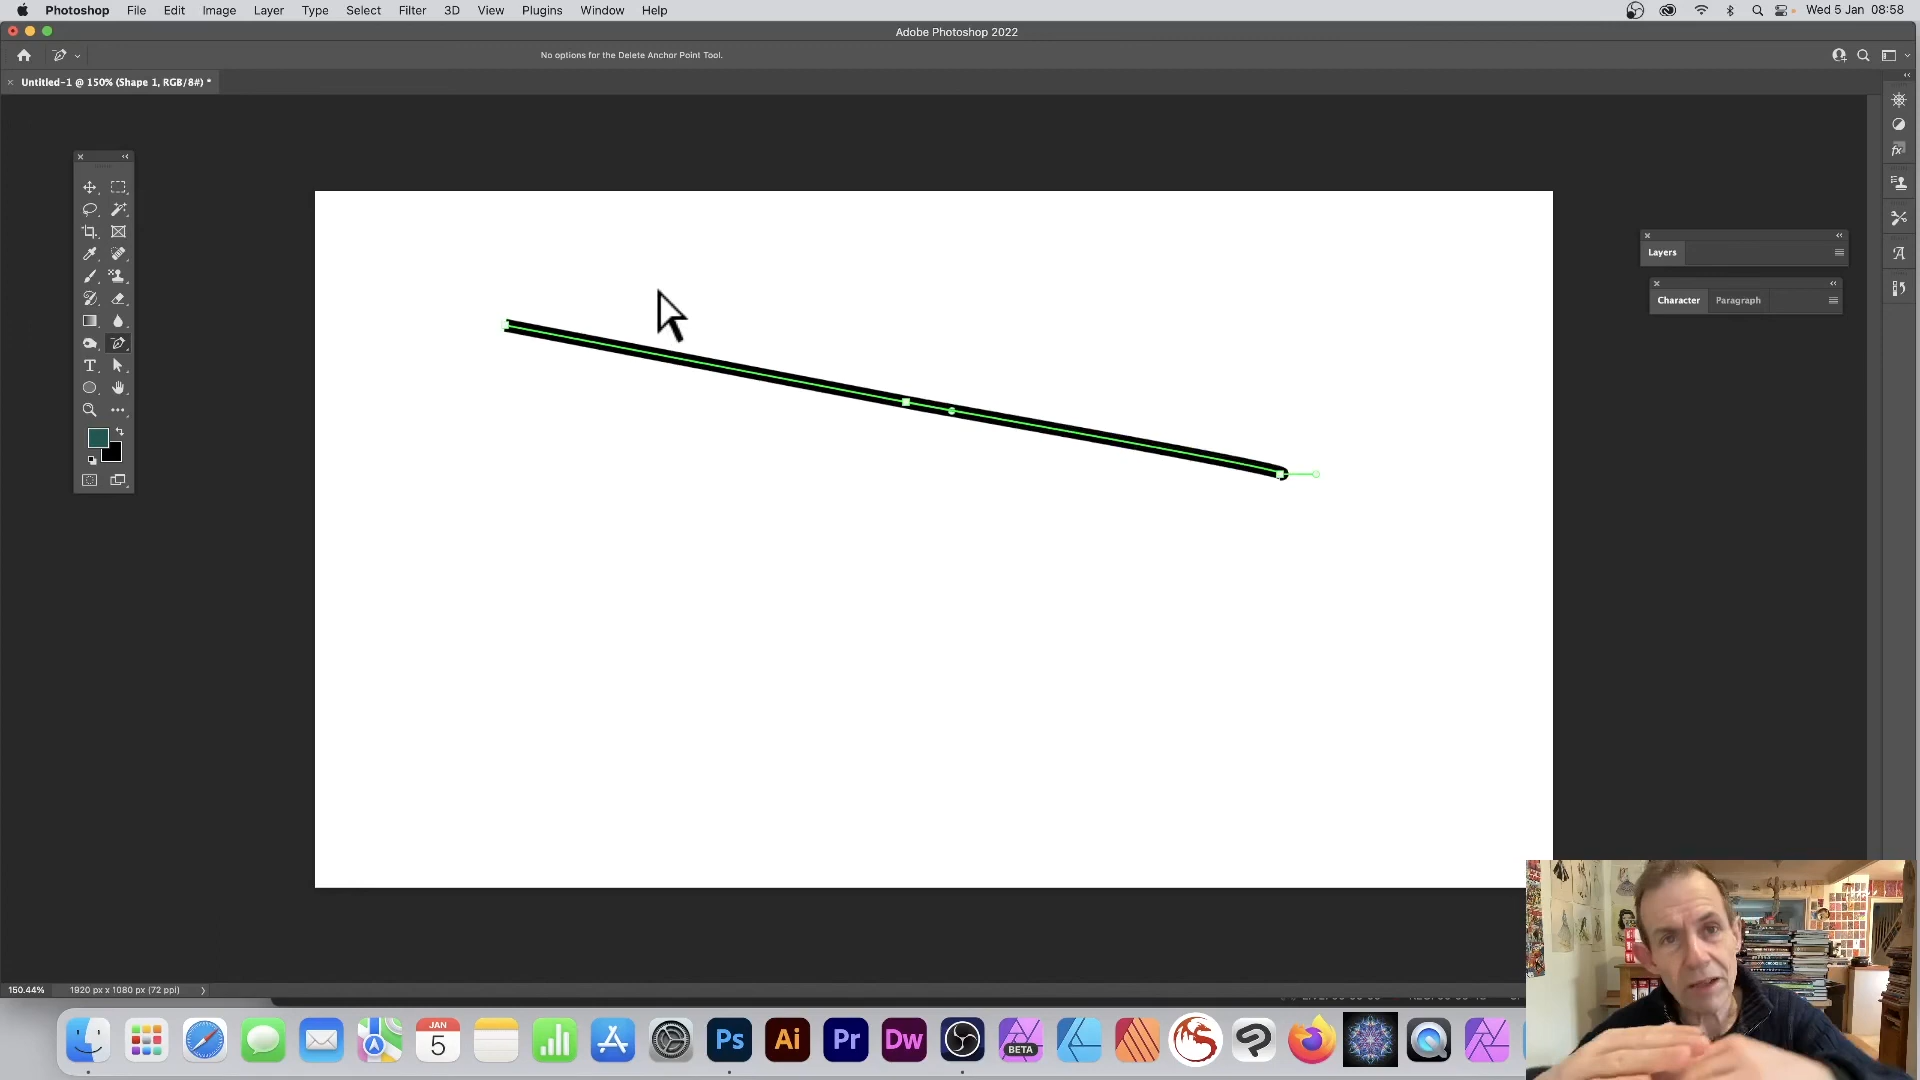 Photoshop File Edit Image Layer Type Select Filter 3D View Plugins Window Help Wed 5 Jan 08:58
Adobe Photoshop 2022
No options for the Delete Anchor Point Tool.
Untitled-1 @ 150% (Shape 1, RGB/8#) *
fx
Layers
A
Character Paragraph
T
150.44% 1920 px x 1080 px (72 ppi)
JAN
5
Ps
Ai
Pr
Dw
BETA